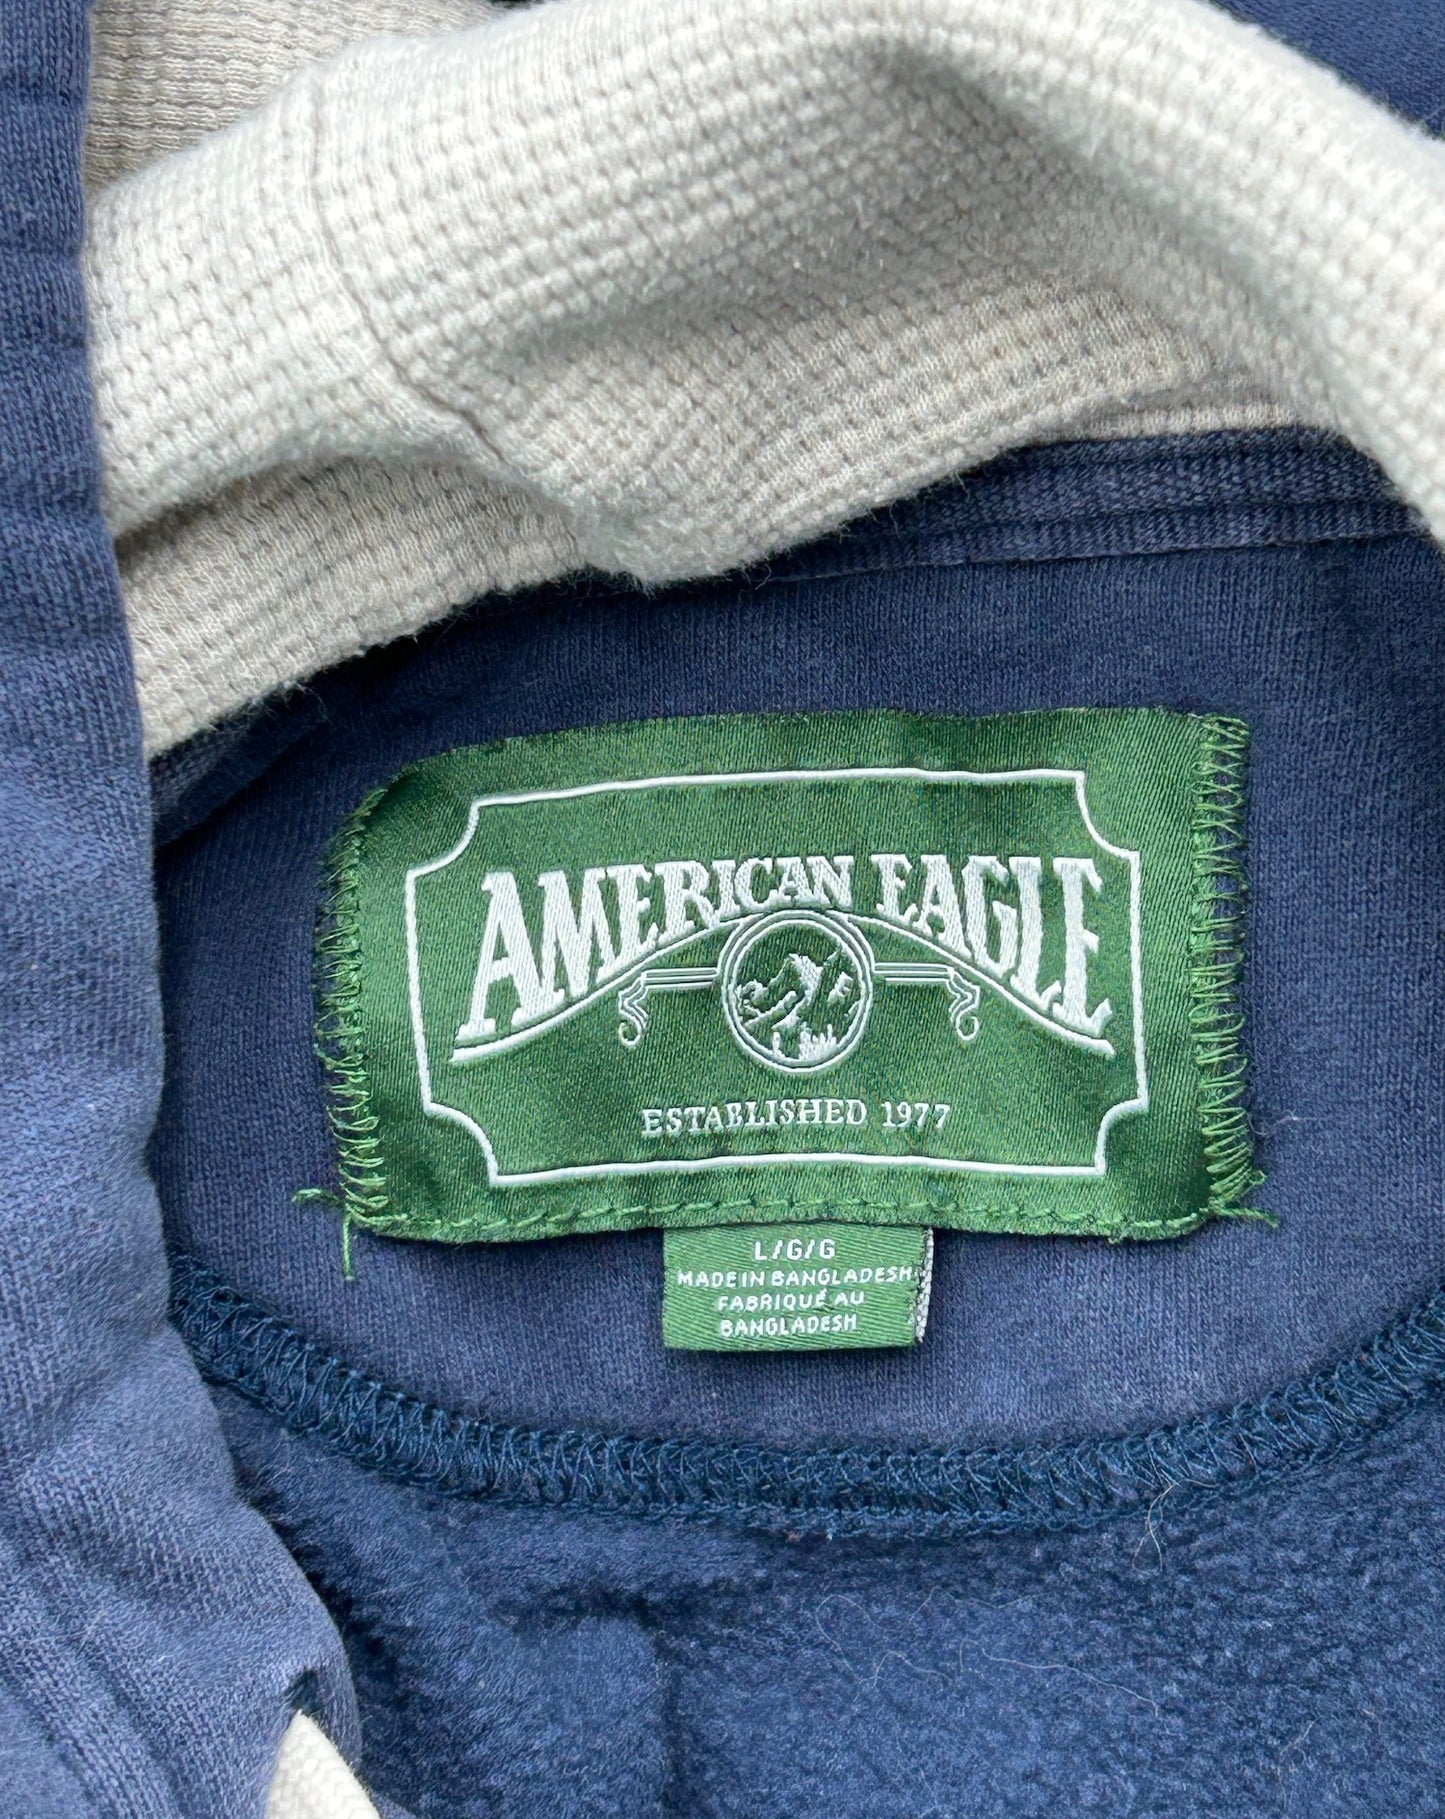 AMERICAN EAGLE
ESTABLISHED 1977
L/G/G
MADE IN BANGLADESH
FABRIQUÉ AU
BANGLADESH